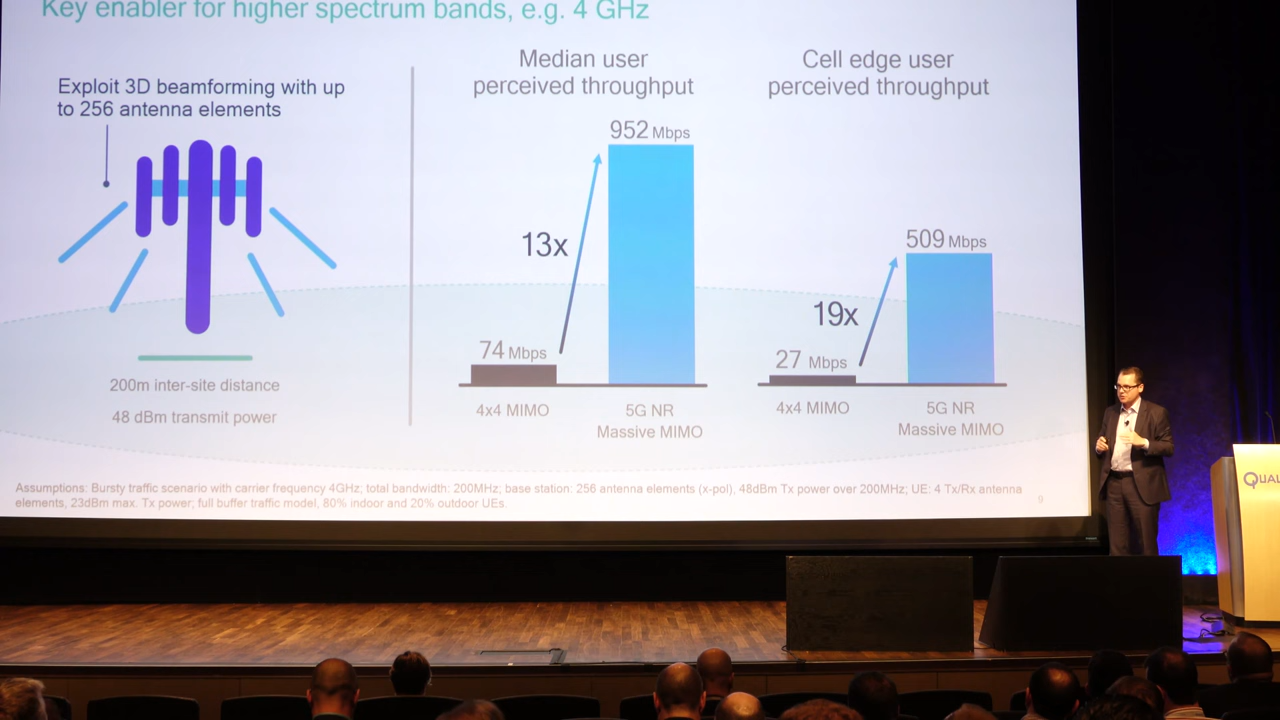 Key enabler for higher spectrum bands, e.g. 4 GHz
Exploit 3D beamforming with up
to 256 antenna elements
200m inter-site distance
48 dBm transmit power
Median user
perceived throughput
952 Mbps
13x
74 Mbps
4x4 MIMO
5G NR
Massive MIMO
Cell edge user
perceived throughput
509 Mbps
19x
27 Mbps
4x4 MIMO
5G NR
Massive MIMO
Assumptions: Bursty traffic scenario with carrier frequency 4GHz; total bandwidth: 200MHz; base station: 256 antenna elements (x-pol), 48dBm Tx power over 200MHz; UE: 4 Tx/Rx antenna
elements, 23dBm max. Tx power; full buffer traffic model, 80% indoor and 20% outdoor UEs.
9
QUAL